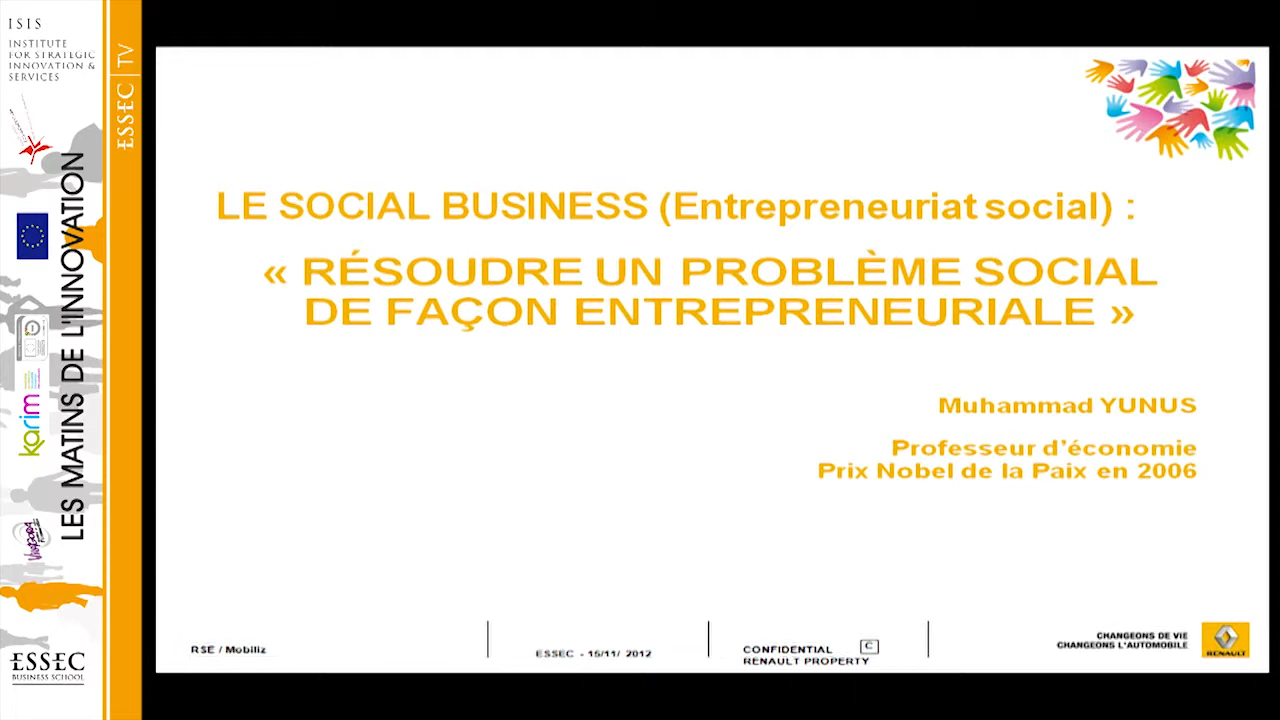 ISIS
INSTITUTE
FOR STRATEGIC
INNOVATION &
SERVICES
ESSEC | TV
LES MATINS DE L'INNOVATION
karim
ESSEC
BUSINESS SCHOOL
LE SOCIAL BUSINESS (Entrepreneuriat social) :
« RÉSOUDRE UN PROBLÈME SOCIAL
DE FAÇON ENTREPRENEURIALE »
Muhammad YUNUS
Professeur d'économie
Prix Nobel de la Paix en 2006
RSE / Mobiliz
ESSEC - 15/11/ 2012
CONFIDENTIAL C
RENAULT PROPERTY
CHANGEONS DE VIE
CHANGEONS L'AUTOMOBILE
RENAULT